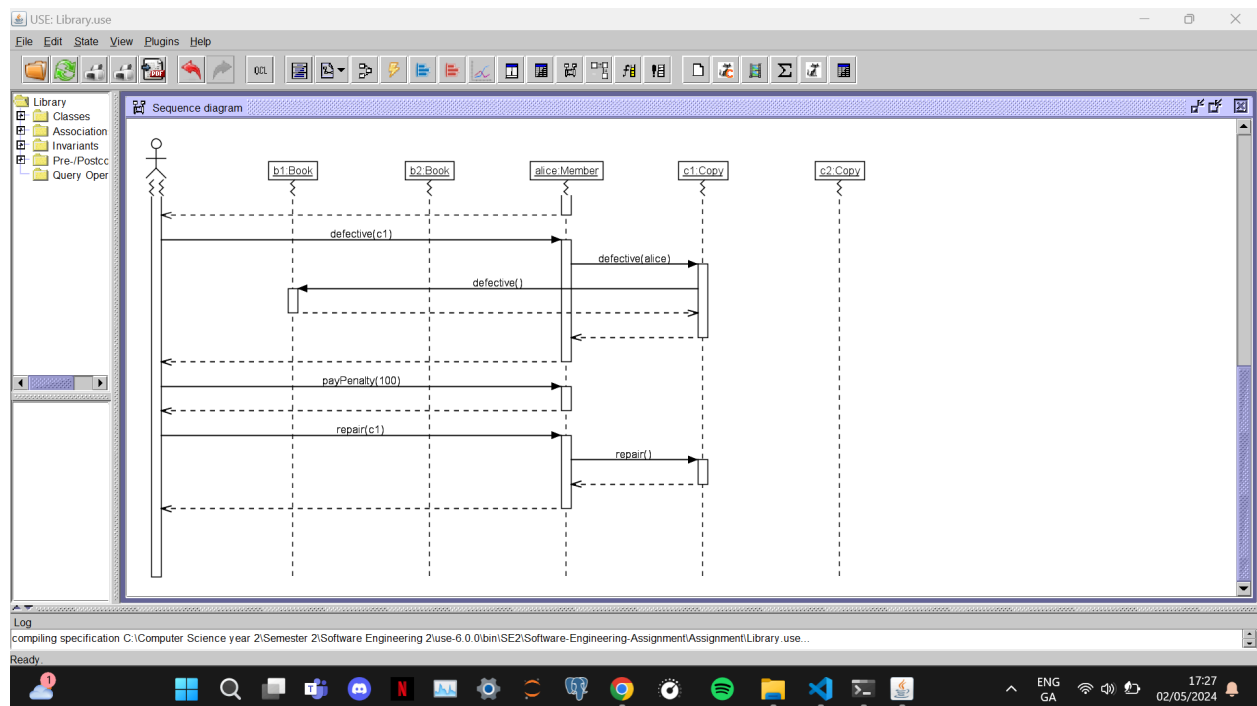 USE: Library.use
File Edit State View Plugins Help
OCL
Library
Classes
Association
Invariants
Pre-/Postcc
Query Oper
Sequence diagram
b1:Book
b2:Book
alice:Member
c1:Copy
c2:Copy
defective(c1)
defective(alice)
defective()
payPenalty(100)
repair(c1)
repair()
Log
compiling specification C:\Computer Science year 2\Semester 2\Software Engineering 2\use-6.0.0\bin\SE2\Software-Engineering-Assignment\Assignment\Library.use...
Ready.
1
ENG
GA
17:27
02/05/2024